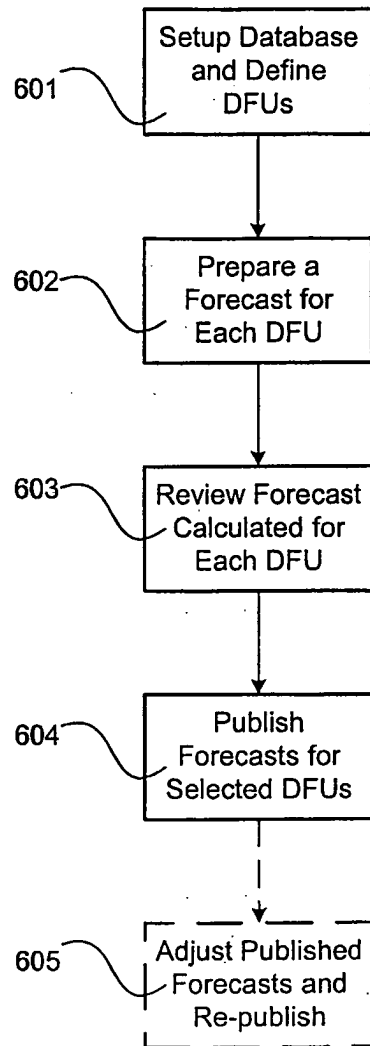 601
Setup Database
and Define
DFUs
602
Prepare a
Forecast for
Each DFU
603
Review Forecast
Calculated for
Each DFU
604
Publish
Forecasts for
Selected DFUs
605
Adjust Published
Forecasts and
Re-publish